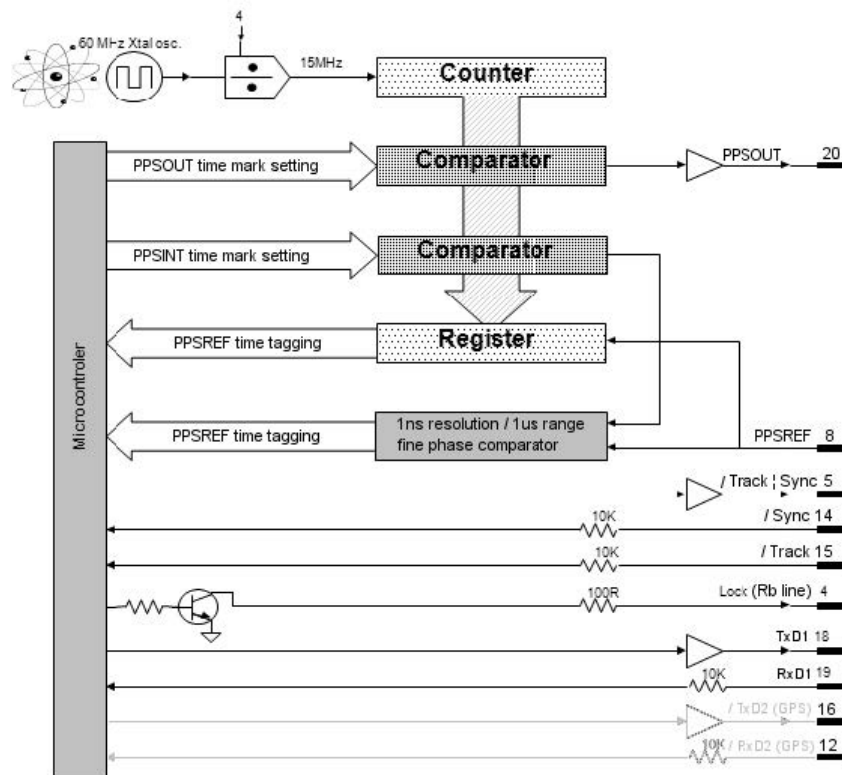 4
60 MHz Xtal osc.
15MHz
Counter
PPSOUT time mark setting
Comparator
PPSOUT
20
PPSINT time mark setting
Comparator
PPSREF time tagging
Register
Microcontroler
PPSREF time tagging
1ns resolution / 1us range
fine phase comparator
PPSREF 8
/ Track ¦ Sync 5
10K
/ Sync 14
10K
/ Track 15
100R
Lock (Rb line) 4
TxD1 18
10K
RxD1 19
/ TxD2 (GPS) 16
10K
/ RxD2 (GPS) 12